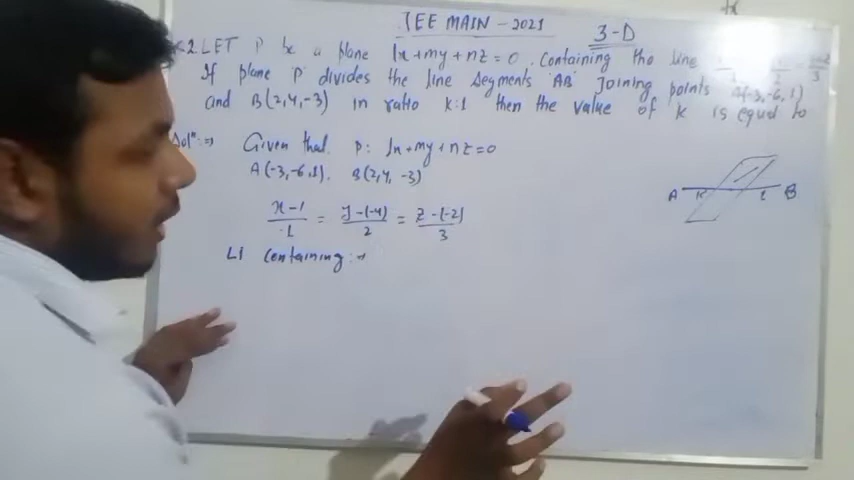 JEE MAIN - 2021
3-D
2. LET P be a plane lx+my+nz=0. Containing the line
If plane P divides the line segments AB Joining points A(-3,-6,1)
and B(2,4,-3) in ratio K:1 then the value of K is equal to
Solⁿ:⇒ Given that. P: lx+my+nz=0
A(-3,-6,1). B(2,4,-3)
A K 1 B
x-1/1 = y-(-4)/2 = z-(-2)/3
L1 containing:→